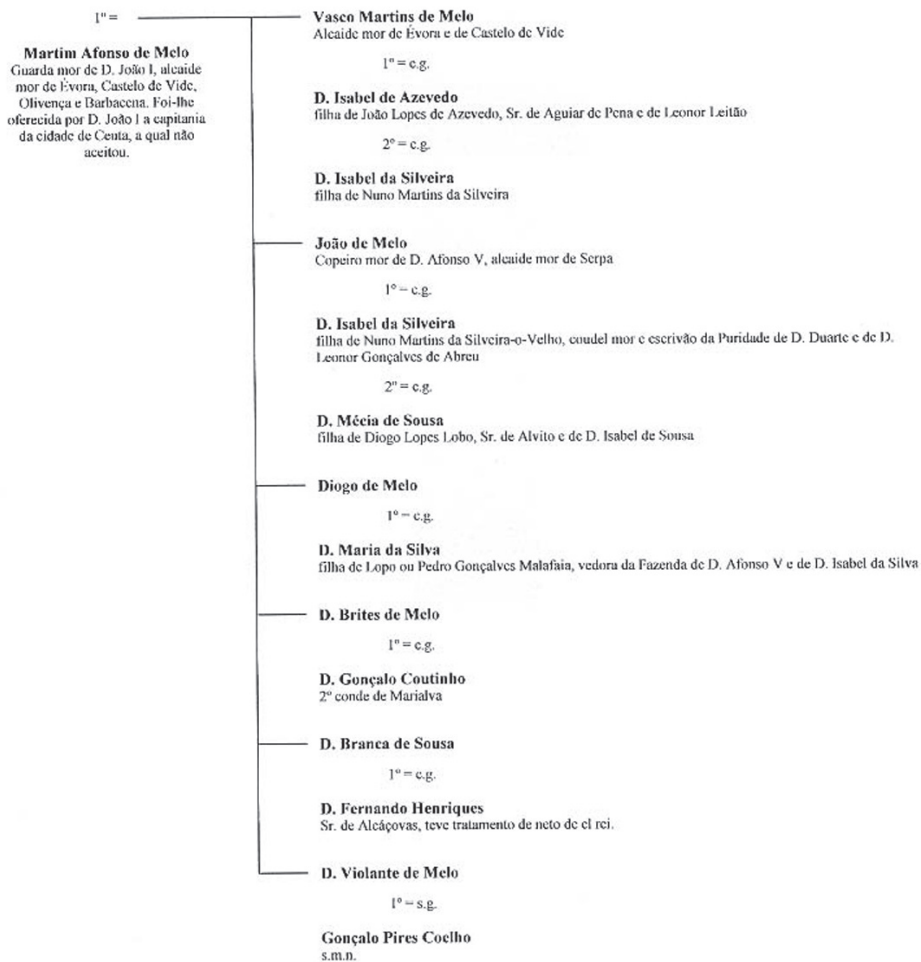 1º =
Martim Afonso de Melo
Guarda mor de D. João I, alcaide
mor de Évora, Castelo de Vide,
Olivença e Barbacena. Foi-lhe
oferecida por D. João I a capitania
da cidade de Ceuta, a qual não
aceitou.
Vasco Martins de Melo
Alcaide mor de Évora e de Castelo de Vide
1º = c.g.
D. Isabel de Azevedo
filha de João Lopes de Azevedo, Sr. de Aguiar de Pena e de Leonor Leitão
2º = c.g.
D. Isabel da Silveira
filha de Nuno Martins da Silveira
João de Melo
Copeiro mor de D. Afonso V, alcaide mor de Serpa
1º = c.g.
D. Isabel da Silveira
filha de Nuno Martins da Silveira-o-Velho, coudel mor e escrivão da Puridade de D. Duarte e de D.
Leonor Gonçalves de Abreu
2º = c.g.
D. Mécia de Sousa
filha de Diogo Lopes Lobo, Sr. de Alvito e de D. Isabel de Sousa
Diogo de Melo
1º = c.g.
D. Maria da Silva
filha de Lopo ou Pedro Gonçalves Malafaia, vedora da Fazenda de D. Afonso V e de D. Isabel da Silva
D. Brites de Melo
1º = c.g.
D. Gonçalo Coutinho
2º conde de Marialva
D. Branca de Sousa
1º = c.g.
D. Fernando Henriques
Sr. de Alcáçovas, teve tratamento de neto de el rei.
D. Violante de Melo
1º = s.g.
Gonçalo Pires Coelho
s.m.n.